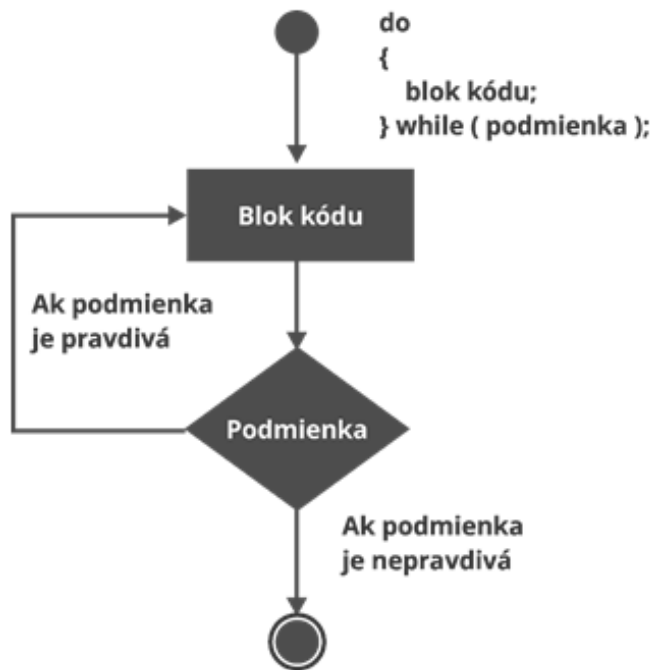 do
{
blok kódu;
} while ( podmienka );
Blok kódu
Ak podmienka
je pravdivá
Podmienka
Ak podmienka
je nepravdivá